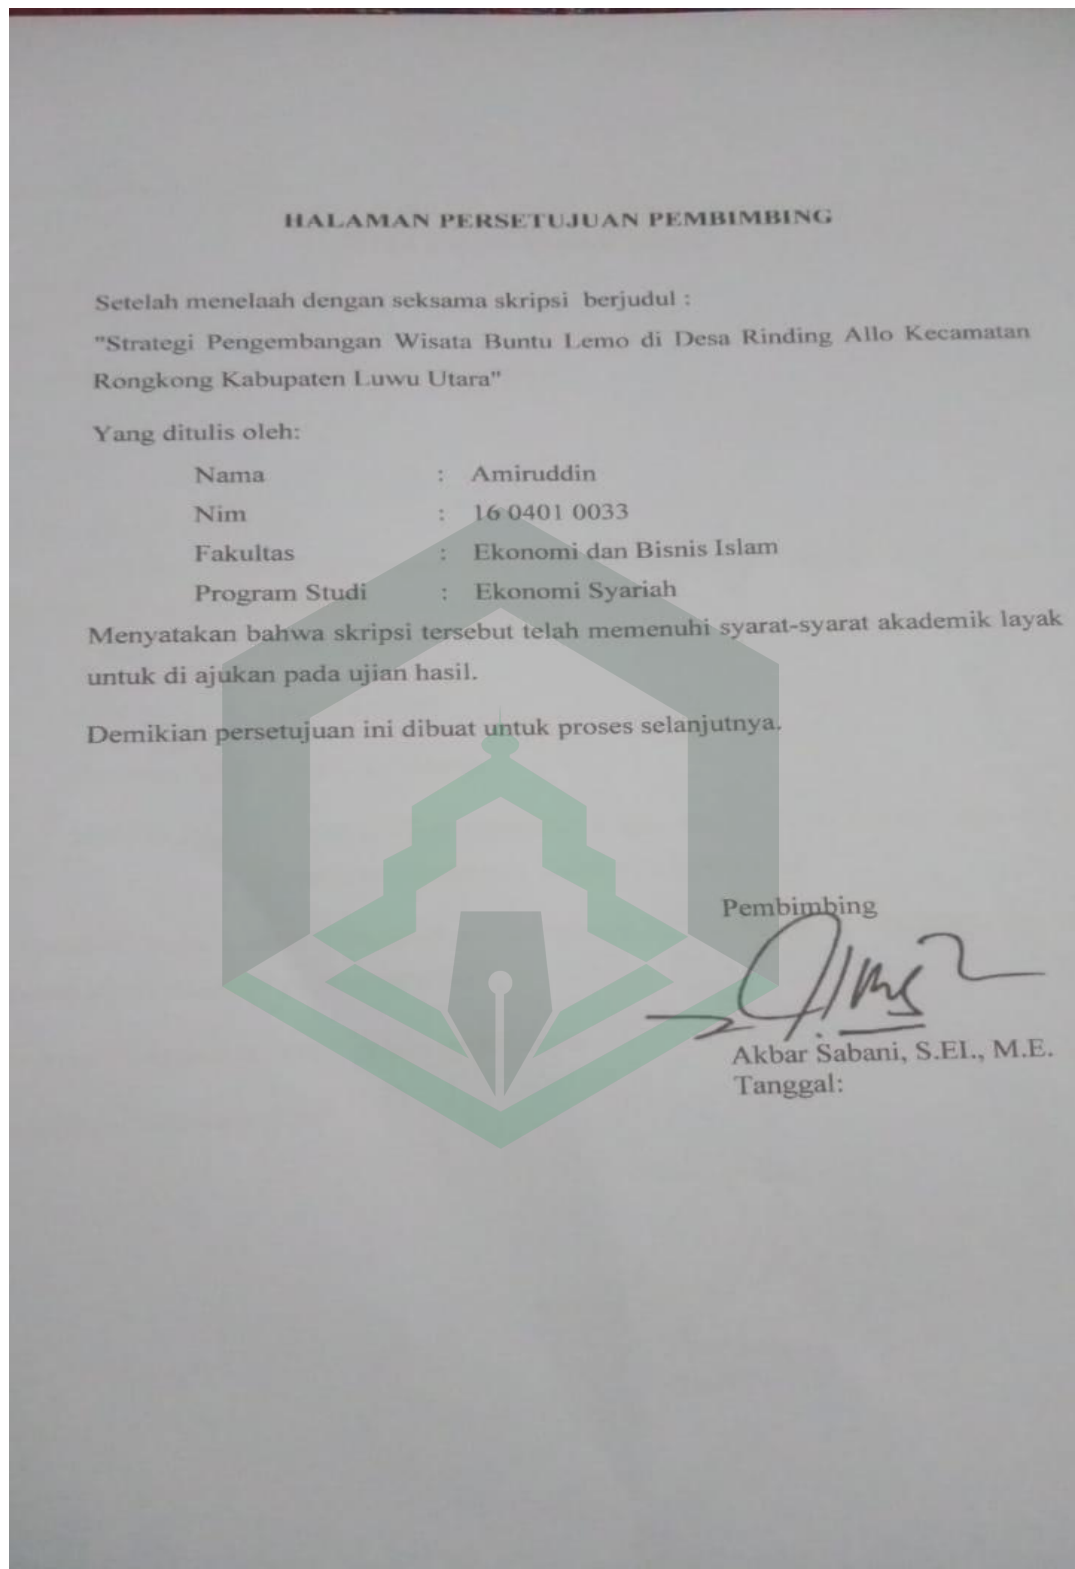 HALAMAN PERSETUJUAN PEMBIMBING
Setelah menelaah dengan seksama skripsi berjudul :
"Strategi Pengembangan Wisata Buntu Lemo di Desa Rinding Allo Kecamatan
Rongkong Kabupaten Luwu Utara"
Yang ditulis oleh:
Nama : Amiruddin
Nim : 16 0401 0033
Fakultas : Ekonomi dan Bisnis Islam
Program Studi : Ekonomi Syariah
Menyatakan bahwa skripsi tersebut telah memenuhi syarat-syarat akademik layak
untuk di ajukan pada ujian hasil.
Demikian persetujuan ini dibuat untuk proses selanjutnya.
Pembimbing
Akbar Sabani, S.EI., M.E.
Tanggal: